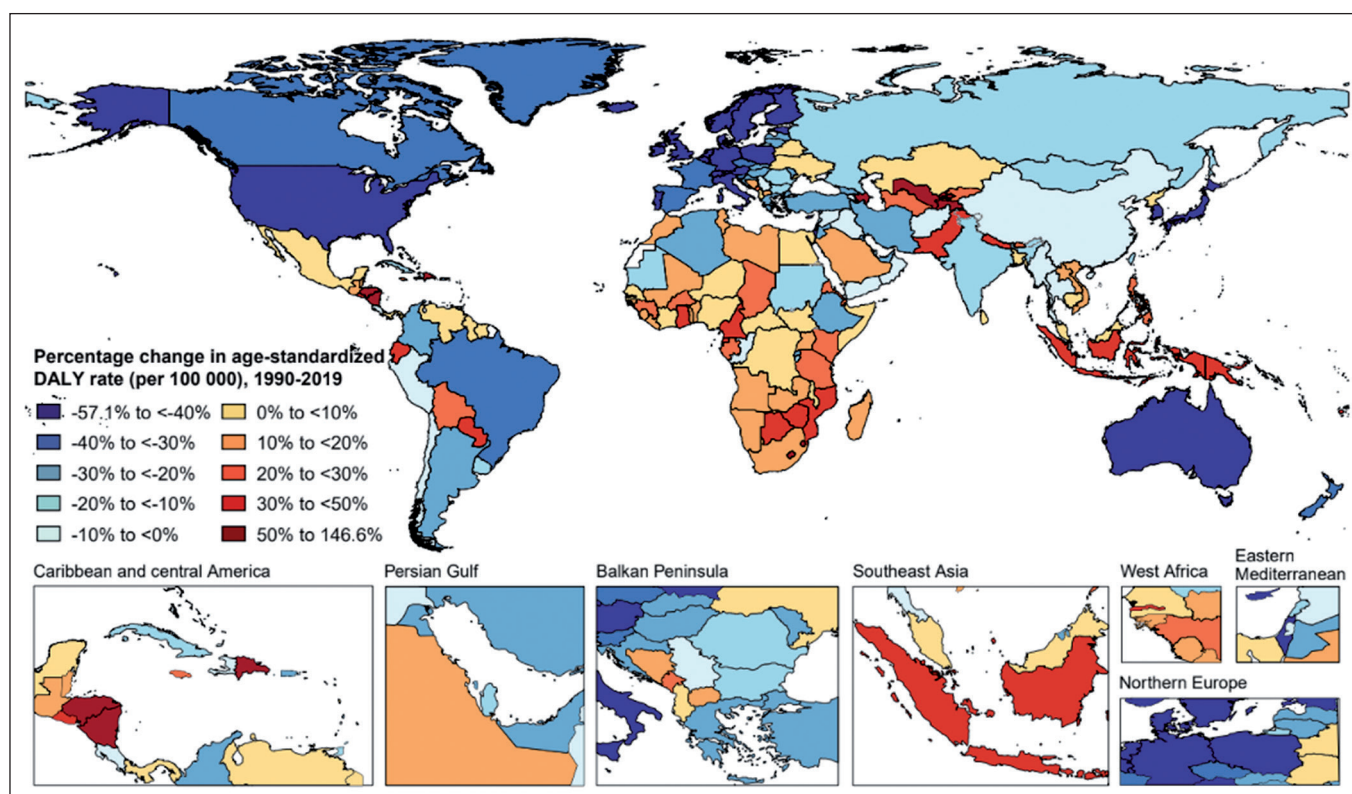 Percentage change in age-standardized
DALY rate (per 100 000), 1990-2019
-57.1% to <-40%
-40% to <-30%
-30% to <-20%
-20% to <-10%
-10% to <0%
0% to <10%
10% to <20%
20% to <30%
30% to <50%
50% to 146.6%
Caribbean and central America
Persian Gulf
Balkan Peninsula
Southeast Asia
West Africa
Eastern
Mediterranean
Northern Europe